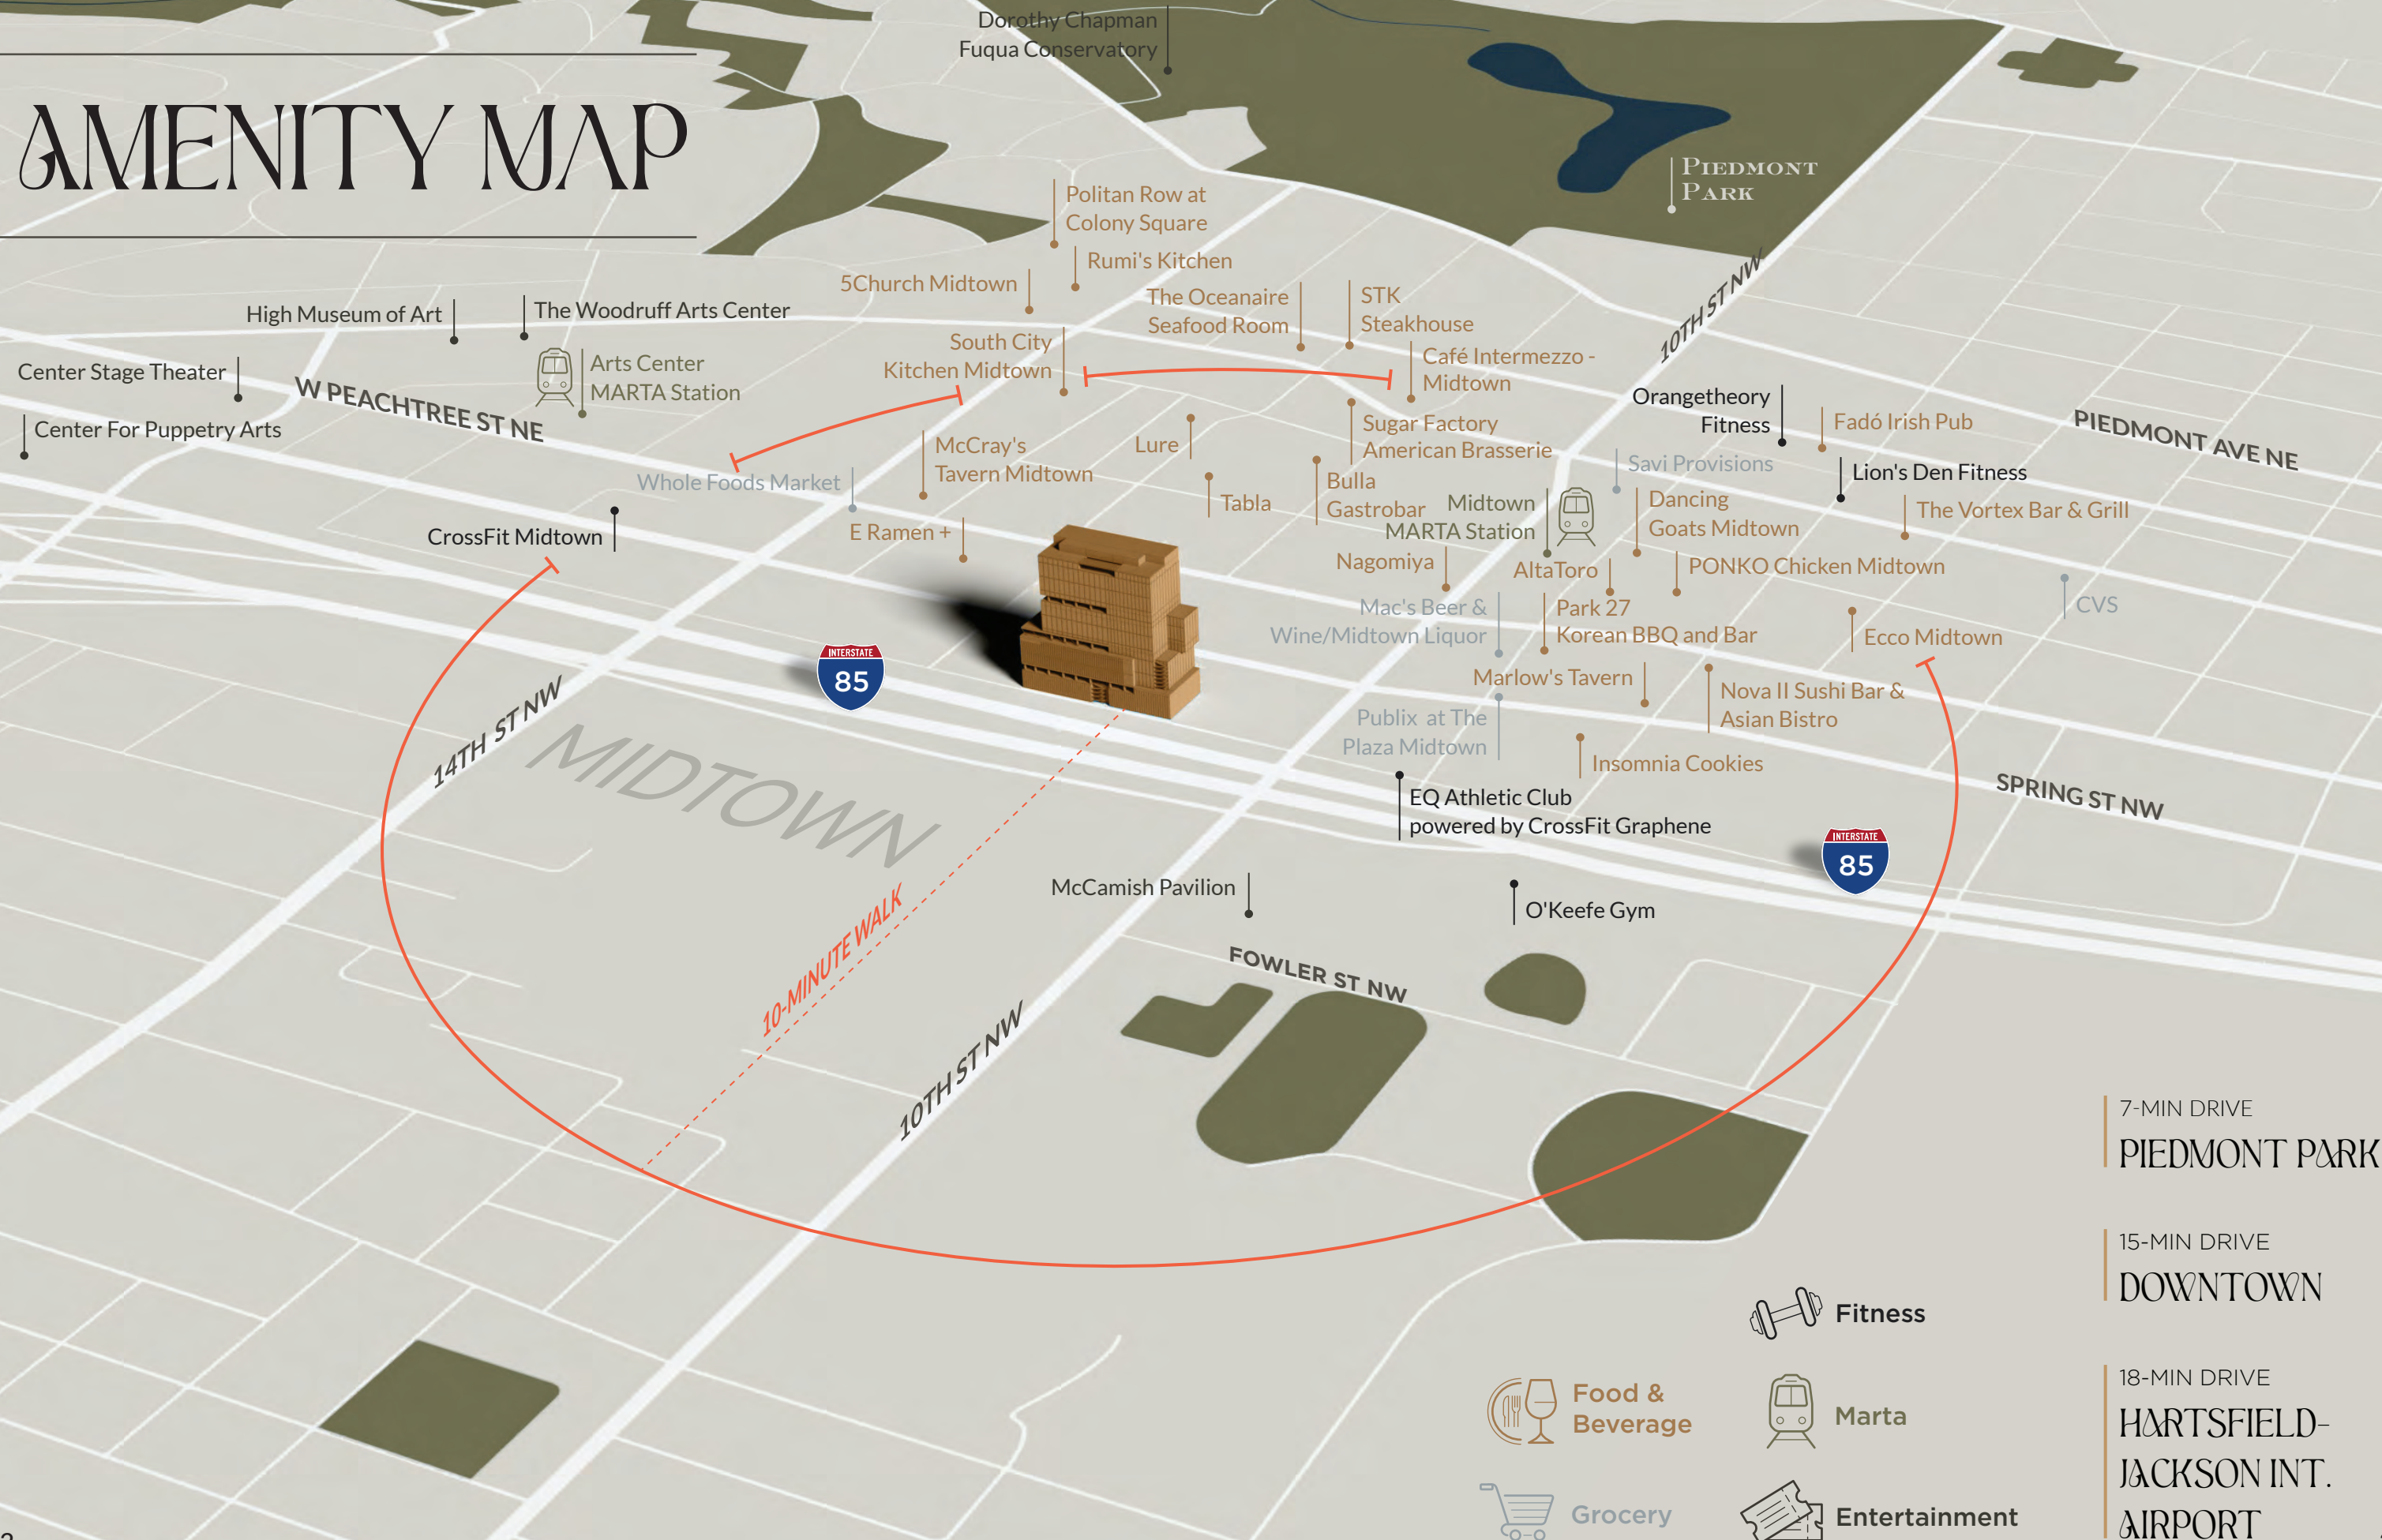 Dorothy Chapman
Fuqua Conservatory
AMENITY MAP
PIEDMONT
PARK
Politan Row at
Colony Square
Rumi's Kitchen
5Church Midtown
The Oceanaire
Seafood Room
STK
Steakhouse
High Museum of Art
The Woodruff Arts Center
South City
Kitchen Midtown
Café Intermezzo -
Midtown
10TH ST NW
Center Stage Theater
Arts Center
MARTA Station
W PEACHTREE ST NE
Center For Puppetry Arts
Orangetheory
Fitness
Fadó Irish Pub
PIEDMONT AVE NE
McCray's
Tavern Midtown
Lure
Sugar Factory
American Brasserie
Savi Provisions
Lion's Den Fitness
Whole Foods Market
Tabla
Bulla
Gastrobar
Midtown
MARTA Station
Dancing
Goats Midtown
The Vortex Bar & Grill
CrossFit Midtown
E Ramen +
Nagomiya
AltaToro
PONKO Chicken Midtown
Mac's Beer &
Wine/Midtown Liquor
Park 27
Korean BBQ and Bar
CVS
Ecco Midtown
INTERSTATE
85
Marlow's Tavern
Nova II Sushi Bar &
Asian Bistro
14TH ST NW
MIDTOWN
Publix at The
Plaza Midtown
Insomnia Cookies
SPRING ST NW
EQ Athletic Club
powered by CrossFit Graphene
INTERSTATE
85
McCamish Pavilion
O'Keefe Gym
10-MINUTE WALK
FOWLER ST NW
10TH ST NW
7-MIN DRIVE
PIEDMONT PARK
15-MIN DRIVE
DOWNTOWN
18-MIN DRIVE
HARTSFIELD-
JACKSON INT.
AIRPORT
Fitness
Food &
Beverage
Marta
Grocery
Entertainment